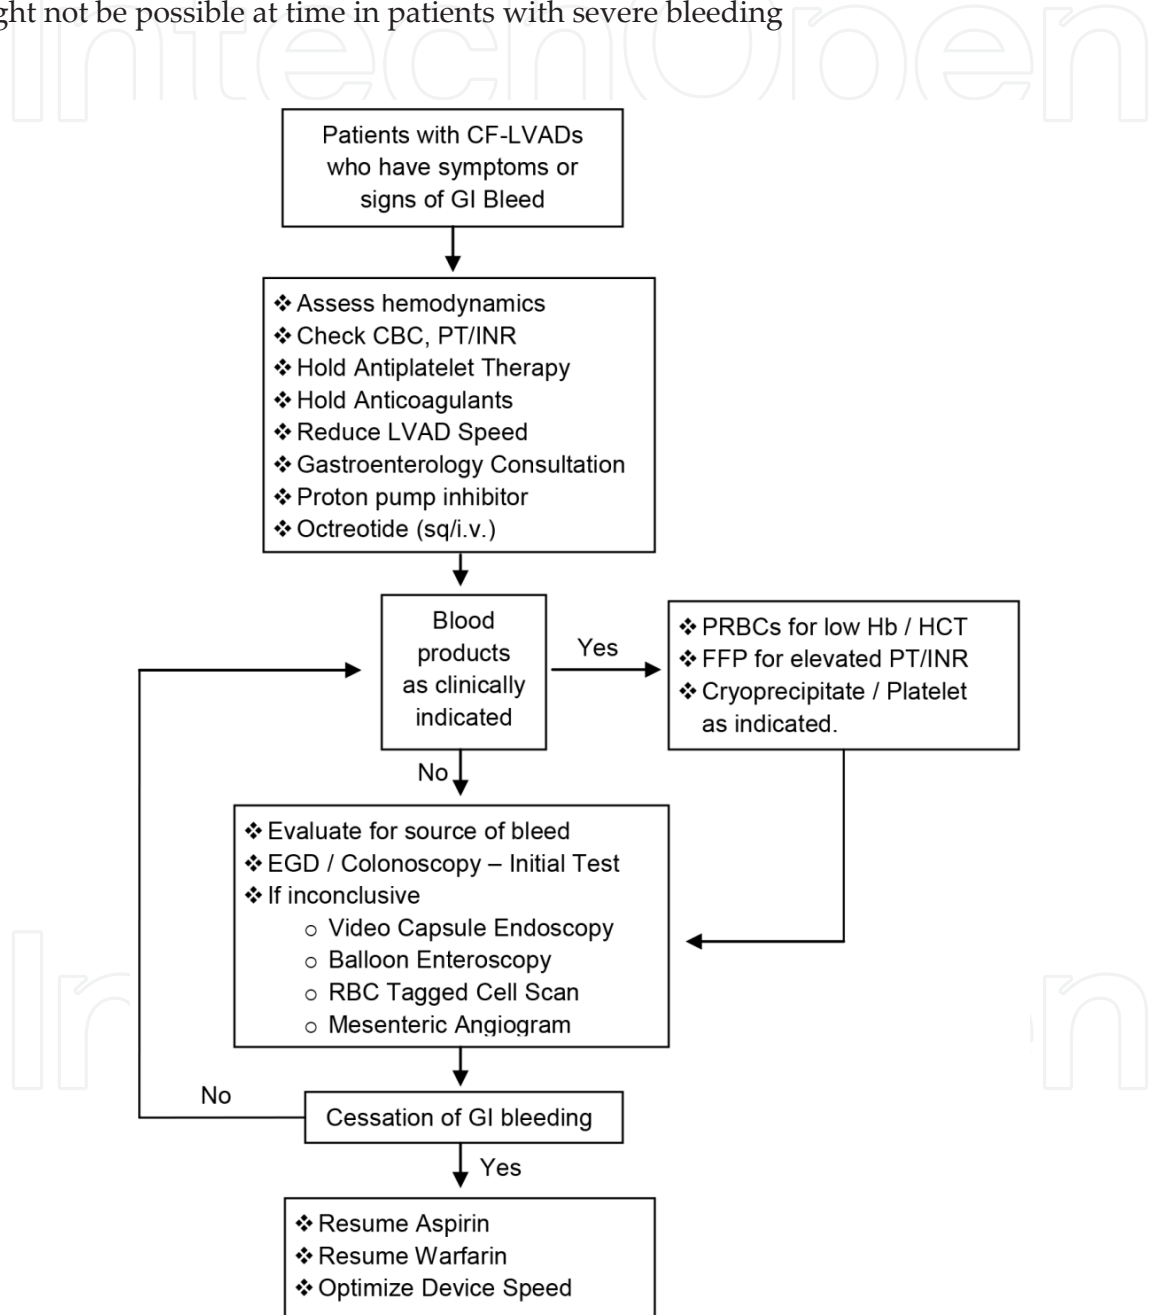 ght not be possible at time in patients with severe bleeding
IntechOpen
Patients with CF-LVADs
who have symptoms or
signs of GI Bleed
❖ Assess hemodynamics
❖ Check CBC, PT/INR
❖ Hold Antiplatelet Therapy
❖ Hold Anticoagulants
❖ Reduce LVAD Speed
❖ Gastroenterology Consultation
❖ Proton pump inhibitor
❖ Octreotide (sq/i.v.)
Blood
products
as clinically
indicated
Yes
❖ PRBCs for low Hb / HCT
❖ FFP for elevated PT/INR
❖ Cryoprecipitate / Platelet
as indicated.
No
❖ Evaluate for source of bleed
❖ EGD / Colonoscopy – Initial Test
❖ If inconclusive
○ Video Capsule Endoscopy
○ Balloon Enteroscopy
○ RBC Tagged Cell Scan
○ Mesenteric Angiogram
No
Cessation of GI bleeding
Yes
❖ Resume Aspirin
❖ Resume Warfarin
❖ Optimize Device Speed